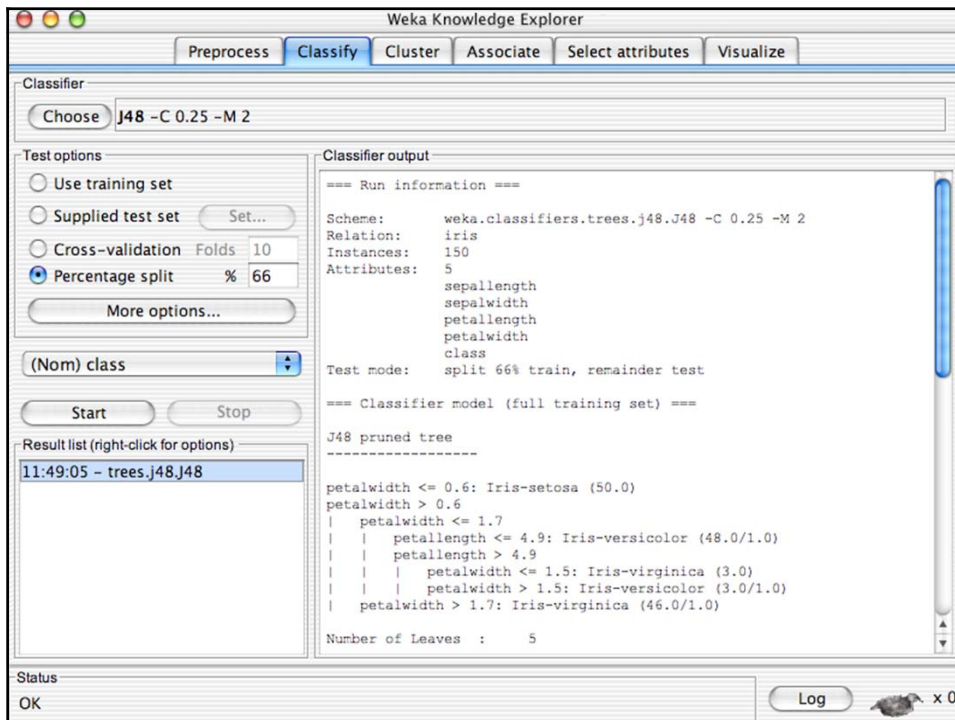 Weka Knowledge Explorer
Preprocess Classify Cluster Associate Select attributes Visualize
Classifier
Choose J48 -C 0.25 -M 2
Test options
Use training set
Supplied test set Set...
Cross-validation Folds 10
Percentage split % 66
More options...
(Nom) class
Start Stop
Result list (right-click for options)
11:49:05 - trees.j48.J48
Classifier output
=== Run information ===
Scheme: weka.classifiers.trees.j48.J48 -C 0.25 -M 2
Relation: iris
Instances: 150
Attributes: 5
sepallength
sepalwidth
petallength
petalwidth
class
Test mode: split 66% train, remainder test
=== Classifier model (full training set) ===
J48 pruned tree
------------------
petalwidth <= 0.6: Iris-setosa (50.0)
petalwidth > 0.6
| petalwidth <= 1.7
| | petallength <= 4.9: Iris-versicolor (48.0/1.0)
| | petallength > 4.9
| | | petalwidth <= 1.5: Iris-virginica (3.0)
| | | petalwidth > 1.5: Iris-versicolor (3.0/1.0)
| petalwidth > 1.7: Iris-virginica (46.0/1.0)
Number of Leaves : 5
Status
OK
Log x 0